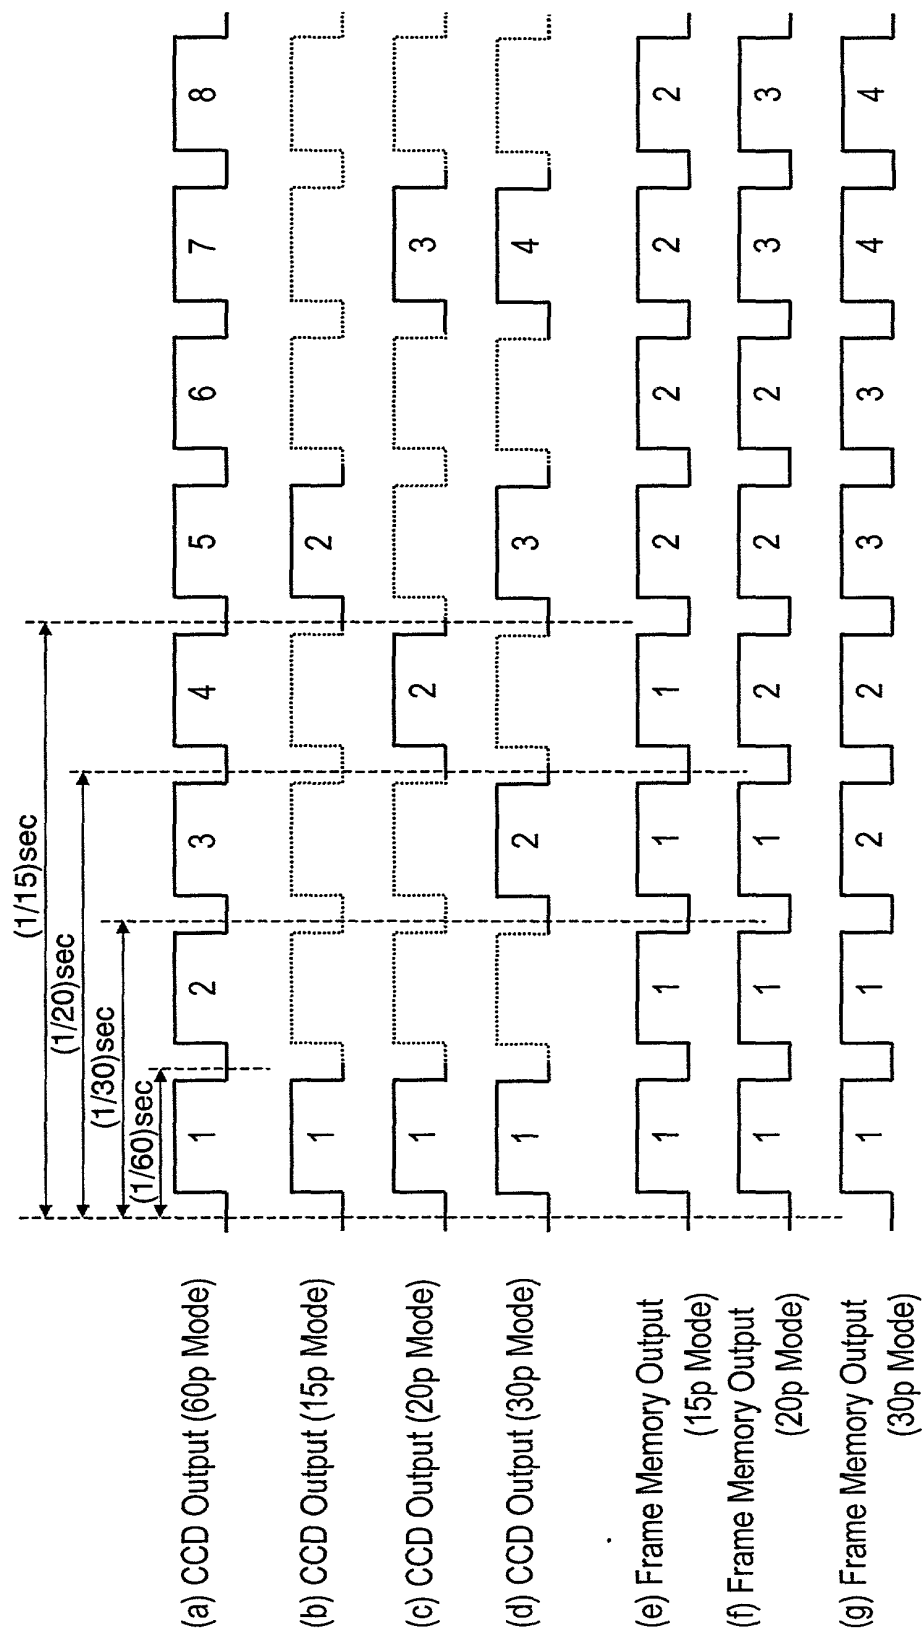 (1/15)sec
(1/20)sec
(1/30)sec
(1/60)sec
(a) CCD Output (60p Mode) 1 2 3 4 5 6 7 8
(b) CCD Output (15p Mode) 1 2
(c) CCD Output (20p Mode) 1 2 3
(d) CCD Output (30p Mode) 1 2 3 4
(e) Frame Memory Output 1 1 1 1 2 2 2 2
(15p Mode)
(f) Frame Memory Output 1 1 1 2 2 2 3 3
(20p Mode)
(g) Frame Memory Output 1 1 2 2 3 3 4 4
(30p Mode)